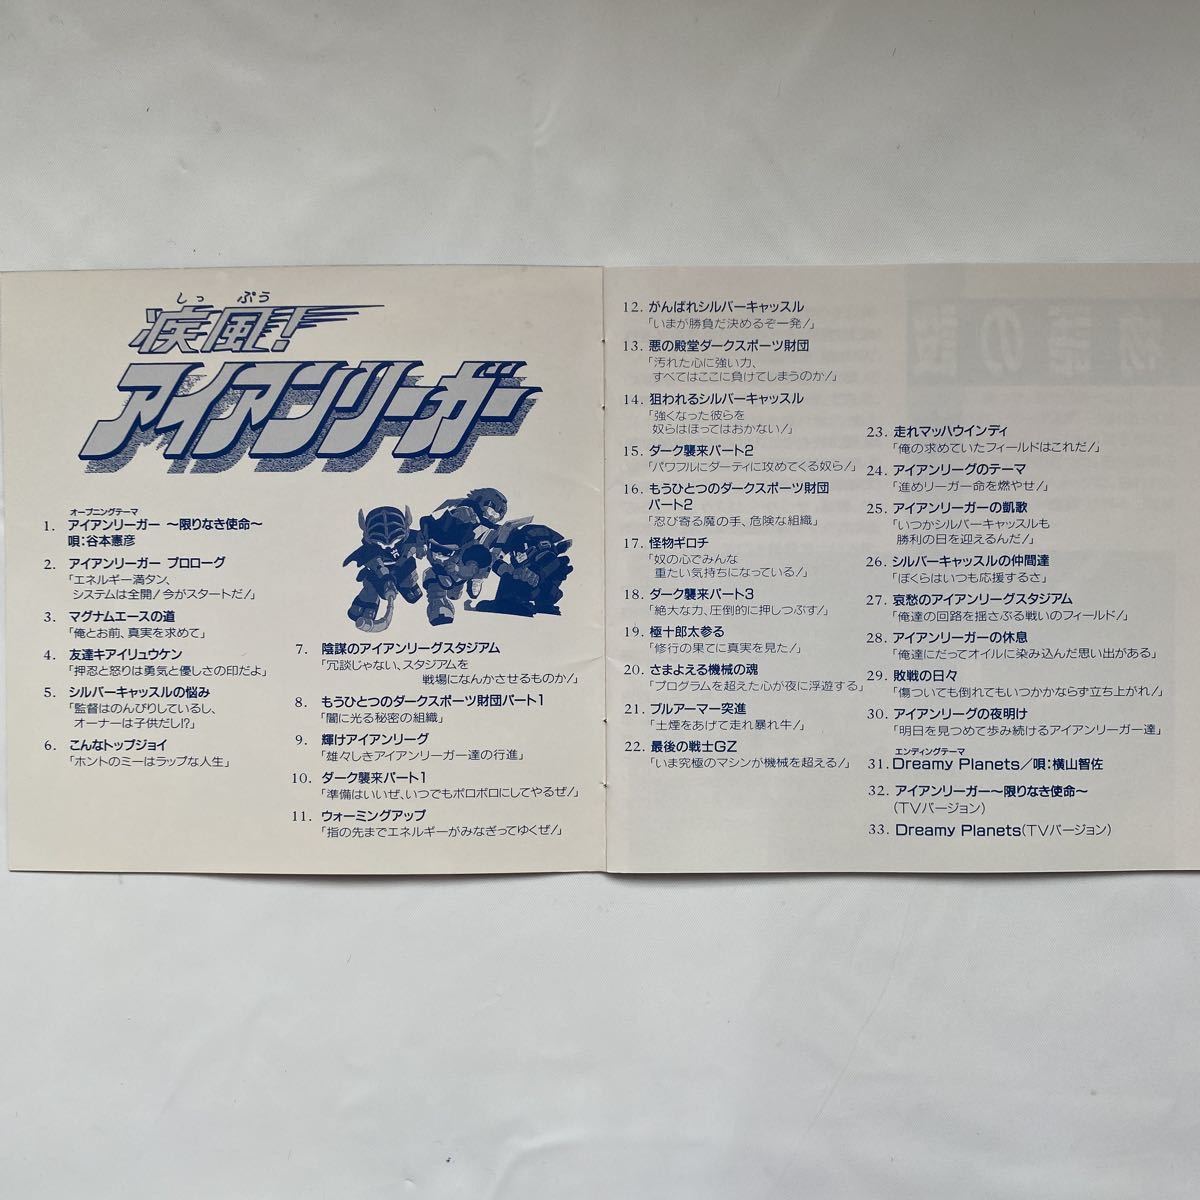 しっぷう
疾風!
アイアンリーガー
オープニングテーマ
1. アイアンリーガー ～限りなき使命～
唄：谷本憲彦
2. アイアンリーガー プロローグ
「エネルギー満タン、
システムは全開!今がスタートだ!」
3. マグナムエースの道
「俺とお前、真実を求めて」
4. 友達キアイリュウケン
「押忍と怒りは勇気と優しさの印だよ」
5. シルバーキャッスルの悩み
「監督はのんびりしているし、
オーナーは子供だし!?」
6. こんなトップジョイ
「ホントのミーはラップな人生」
7. 陰謀のアイアンリーグスタジアム
「冗談じゃない、スタジアムを
戦場になんかさせるものか!」
8. もうひとつのダークスポーツ財団パート1
「闇に光る秘密の組織」
9. 輝けアイアンリーグ
「雄々しきアイアンリーガー達の行進」
10. ダーク襲来パート1
「準備はいいぜ、いつでもボロボロにしてやるぜ!」
11. ウォーミングアップ
「指の先までエネルギーがみなぎってゆくぜ!」
12. がんばれシルバーキャッスル
「いまが勝負だ決めるぞ一発!」
13. 悪の殿堂ダークスポーツ財団
「汚れた心に強い力、
すべてはここに負けてしまうのか!」
14. 狙われるシルバーキャッスル
「強くなった彼らを
奴らはほってはおかない!」
15. ダーク襲来パート2
「パワフルにダーティに攻めてくる奴ら!」
16. もうひとつのダークスポーツ財団
パート2
「忍び寄る魔の手、危険な組織」
17. 怪物ギロチ
「奴の心でみんな
重たい気持ちになっている!」
18. ダーク襲来パート3
「絶大な力、圧倒的に押しつぶす!」
19. 極十郎太参る
「修行の果てに真実を見た!」
20. さまよえる機械の魂
「プログラムを超えた心が夜に浮遊する」
21. ブルアーマー突進
「土煙をあげて走れ暴れ牛!」
22. 最後の戦士GZ
「いま究極のマシンが機械を超える!」
23. 走れマッハウインディ
「俺の求めていたフィールドはこれだ!」
24. アイアンリーグのテーマ
「進めリーガー命を燃やせ!」
25. アイアンリーガーの凱歌
「いつかシルバーキャッスルも
勝利の日を迎えるんだ!」
26. シルバーキャッスルの仲間達
「ぼくらはいつも応援するさ」
27. 哀愁のアイアンリーグスタジアム
「俺達の回路を揺さぶる戦いのフィールド!」
28. アイアンリーガーの休息
「俺達にだってオイルに染み込んだ思い出がある」
29. 敗戦の日々
「傷ついても倒れてもいつかかならず立ち上がれ!」
30. アイアンリーグの夜明け
「明日を見つめて歩み続けるアイアンリーガー達」
エンディングテーマ
31. Dreamy Planets／唄：横山智佐
32. アイアンリーガー～限りなき使命～
(TVバージョン)
33. Dreamy Planets(TVバージョン)